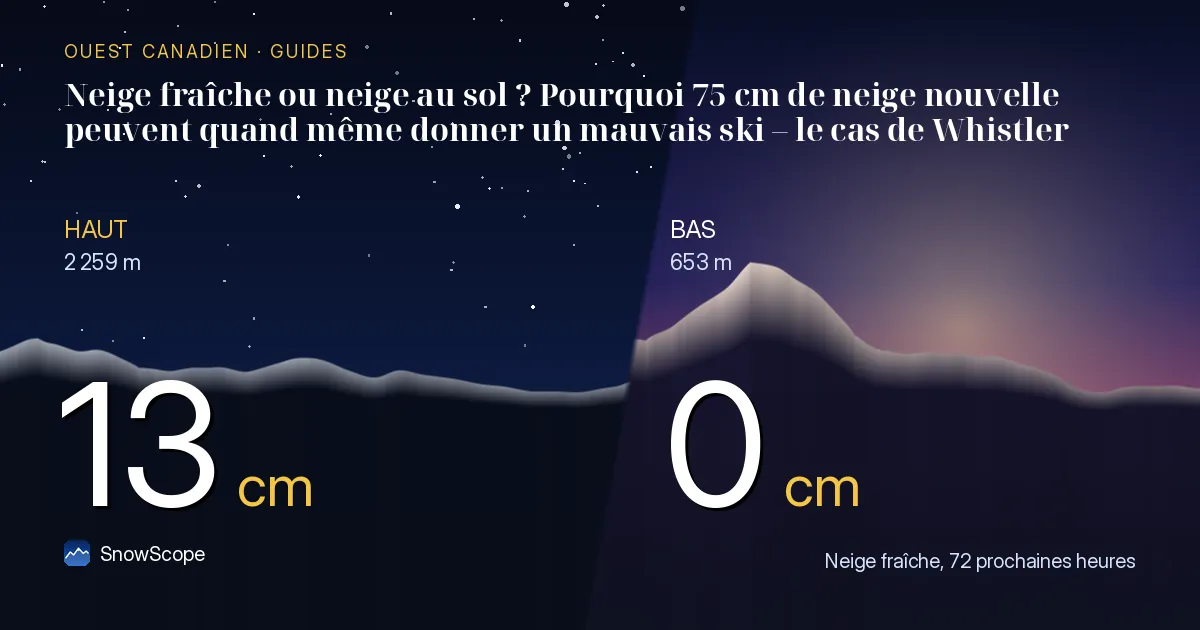 OUEST CANADIEN · GUIDES
Neige fraîche ou neige au sol ? Pourquoi 75 cm de neige nouvelle
peuvent quand même donner un mauvais ski – le cas de Whistler
HAUT
2 259 m
BAS
653 m
13 cm
0 cm
SnowScope
Neige fraîche, 72 prochaines heures